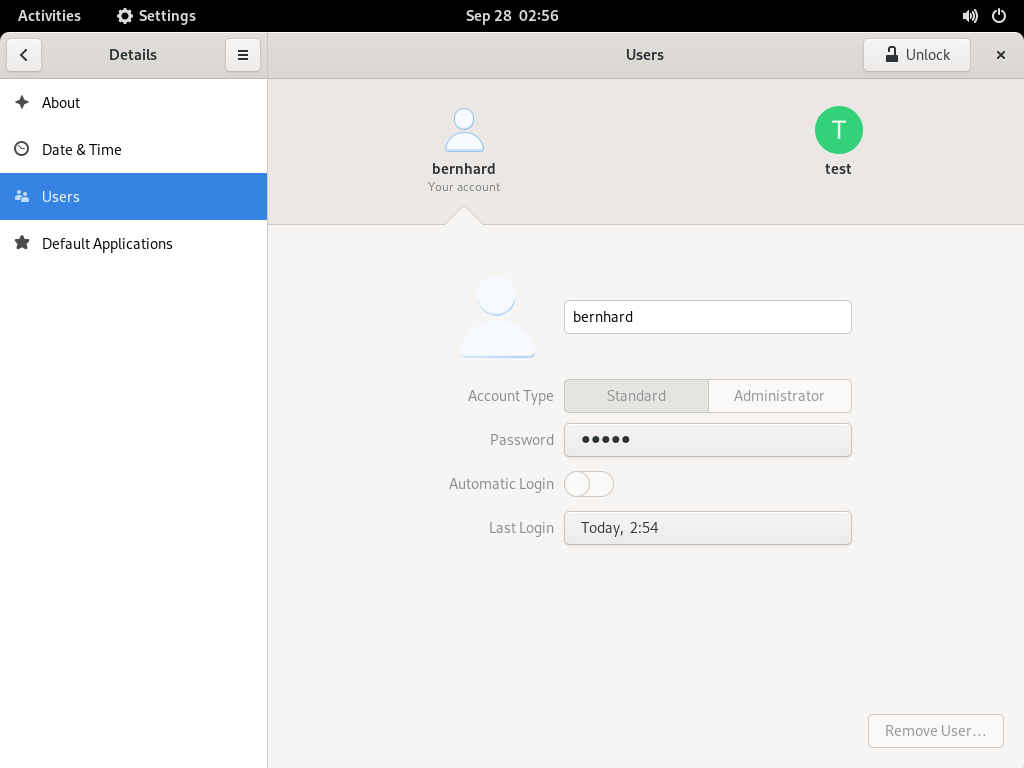 Activities Settings Sep 28 02:56
Details Users Unlock
About
Date & Time
Users
Default Applications
bernhard
Your account
T
test
bernhard
Account Type Standard Administrator
Password ●●●●●
Automatic Login
Last Login Today, 2:54
Remove User…